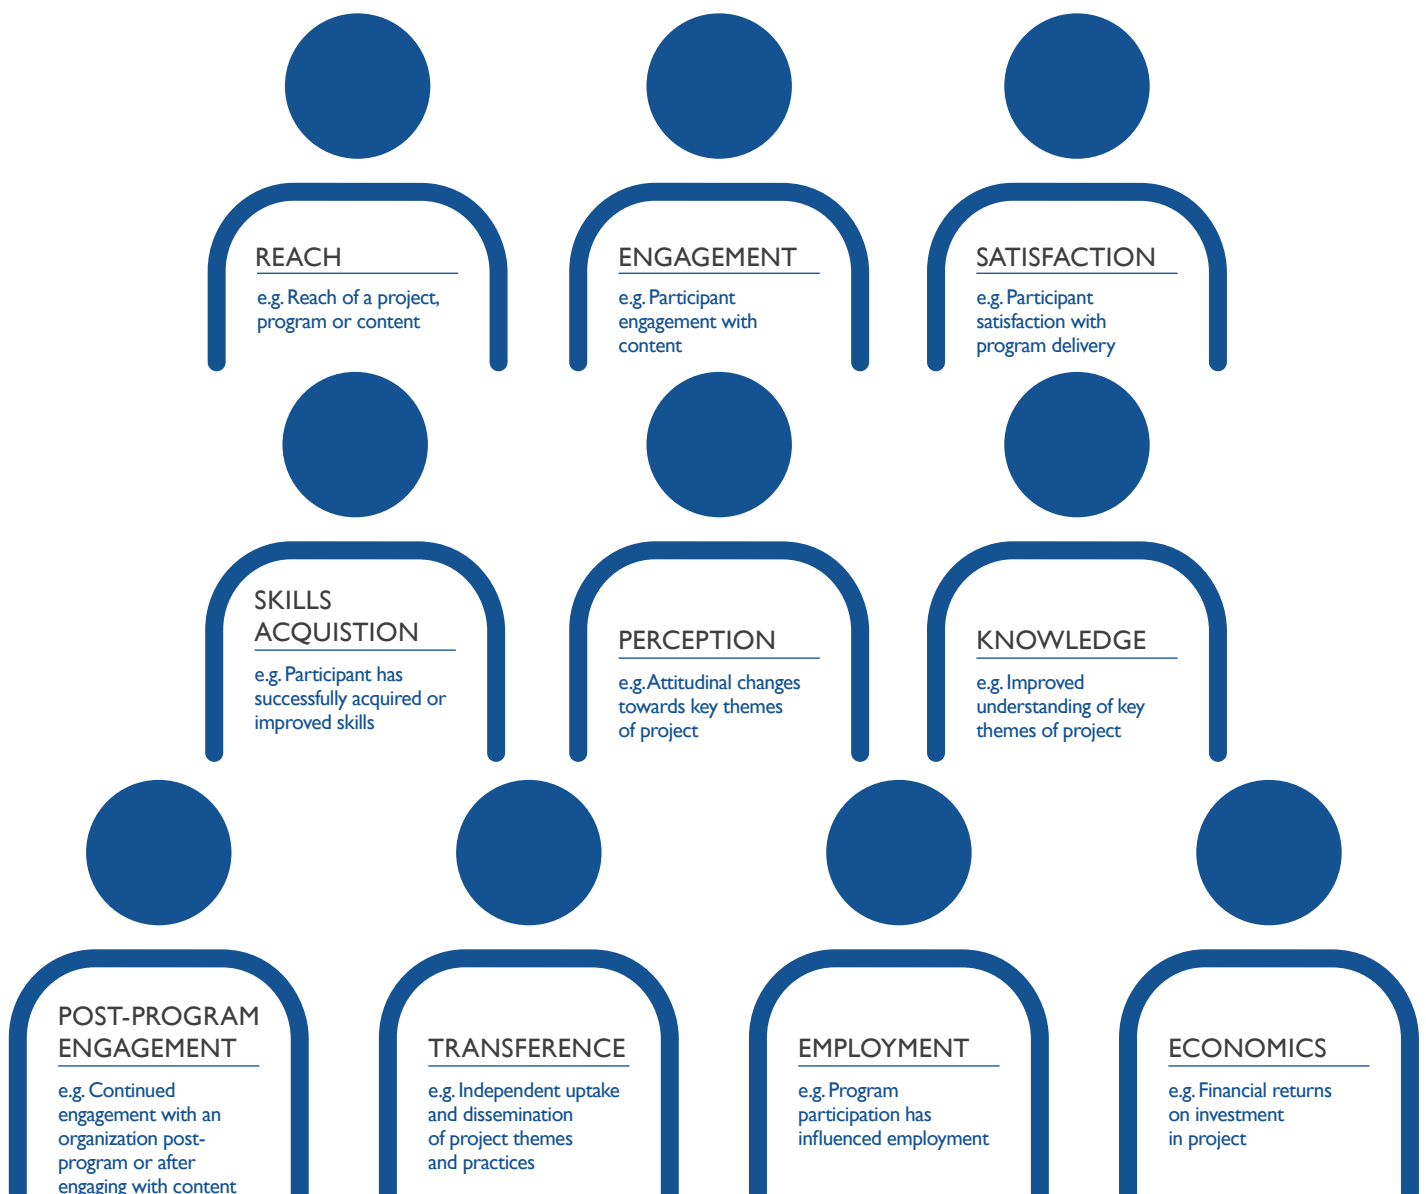 REACH
e.g. Reach of a project,
program or content
ENGAGEMENT
e.g. Participant
engagement with
content
SATISFACTION
e.g. Participant
satisfaction with
program delivery
SKILLS
ACQUISTION
e.g. Participant has
successfully acquired or
improved skills
PERCEPTION
e.g. Attitudinal changes
towards key themes
of project
KNOWLEDGE
e.g. Improved
understanding of key
themes of project
POST-PROGRAM
ENGAGEMENT
e.g. Continued
engagement with an
organization post-
program or after
engaging with content
TRANSFERENCE
e.g. Independent uptake
and dissemination
of project themes
and practices
EMPLOYMENT
e.g. Program
participation has
influenced employment
ECONOMICS
e.g. Financial returns
on investment
in project